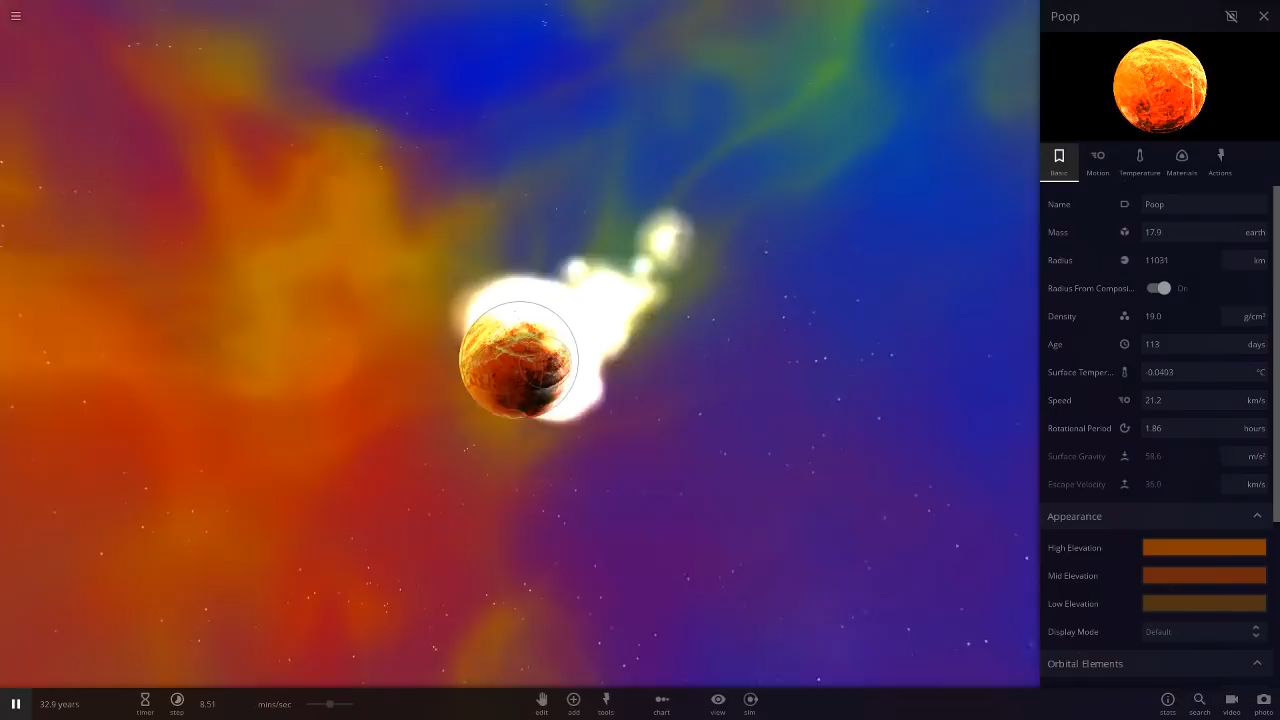 Poop
Basic
Motion
Temperature
Materials
Actions
Name Poop
Mass 17.9 earth
Radius 11031 km
Radius From Composi... On
Density 19.0 g/cm³
Age 113 days
Surface Temper... -0.0403 °C
Speed 21.2 km/s
Rotational Period 1.86 hours
Surface Gravity 58.6 m/s²
Escape Velocity 36.0 km/s
Appearance
High Elevation
Mid Elevation
Low Elevation
Display Mode Default
Orbital Elements
32.9 years timer step 8.51 mins/sec edit add tools chart view sim stats search video photo